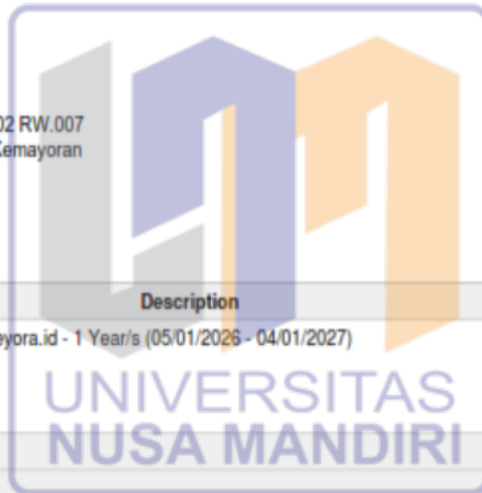 02 RW.007
Kemayoran
Description
eyora.id - 1 Year/s (05/01/2026 - 04/01/2027)
UNIVERSITAS
NUSA MANDIRI